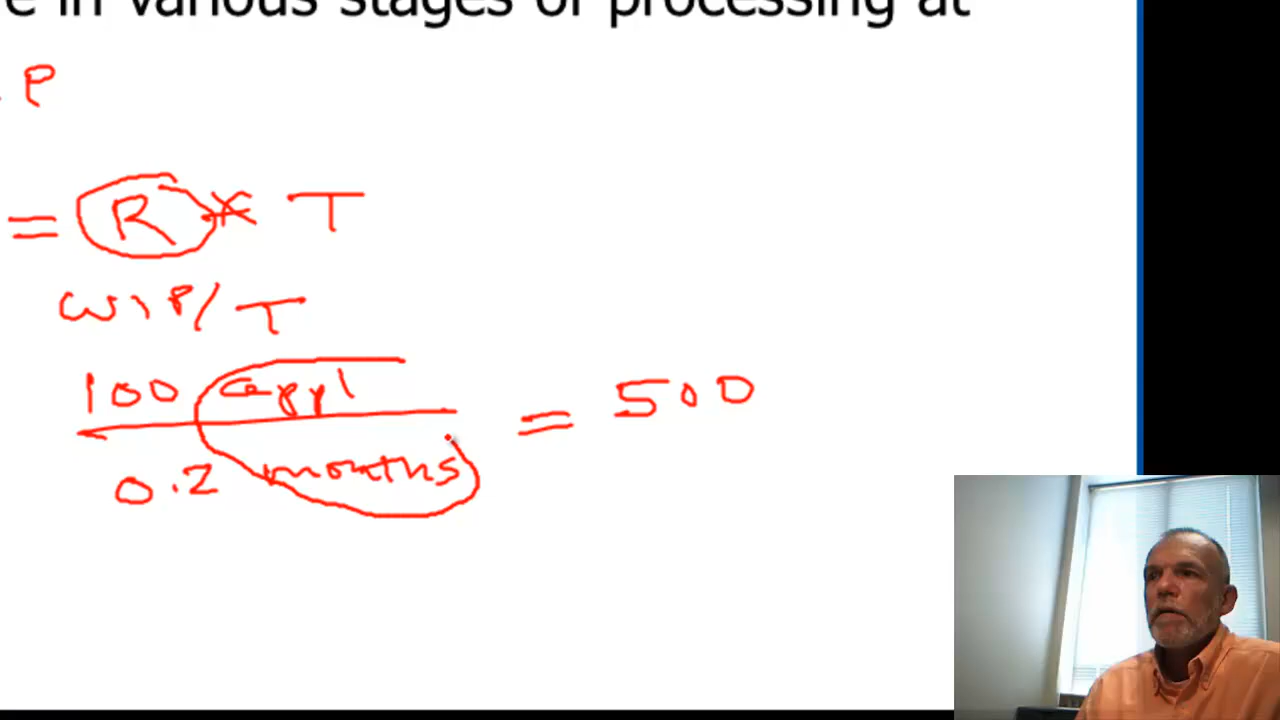 e in various stages of processing at
. P
= R * T
WIP/T
100 appl
= 500
0.2 months